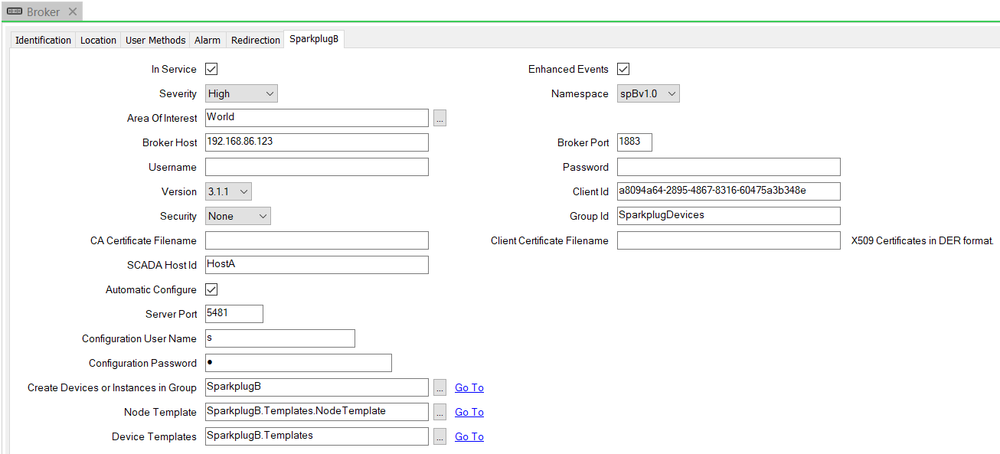 Broker
Identification Location User Methods Alarm Redirection SparkplugB
In Service Enhanced Events
Severity High Namespace spBv1.0
Area Of Interest World ...
Broker Host 192.168.86.123 Broker Port 1883
Username Password
Version 3.1.1 Client Id a8094a64-2895-4867-8316-60475a3b348e
Security None Group Id SparkplugDevices
CA Certificate Filename Client Certificate Filename X509 Certificates in DER format.
SCADA Host Id HostA
Automatic Configure
Server Port 5481
Configuration User Name s
Configuration Password ●
Create Devices or Instances in Group SparkplugB ... Go To
Node Template SparkplugB.Templates.NodeTemplate ... Go To
Device Templates SparkplugB.Templates ... Go To